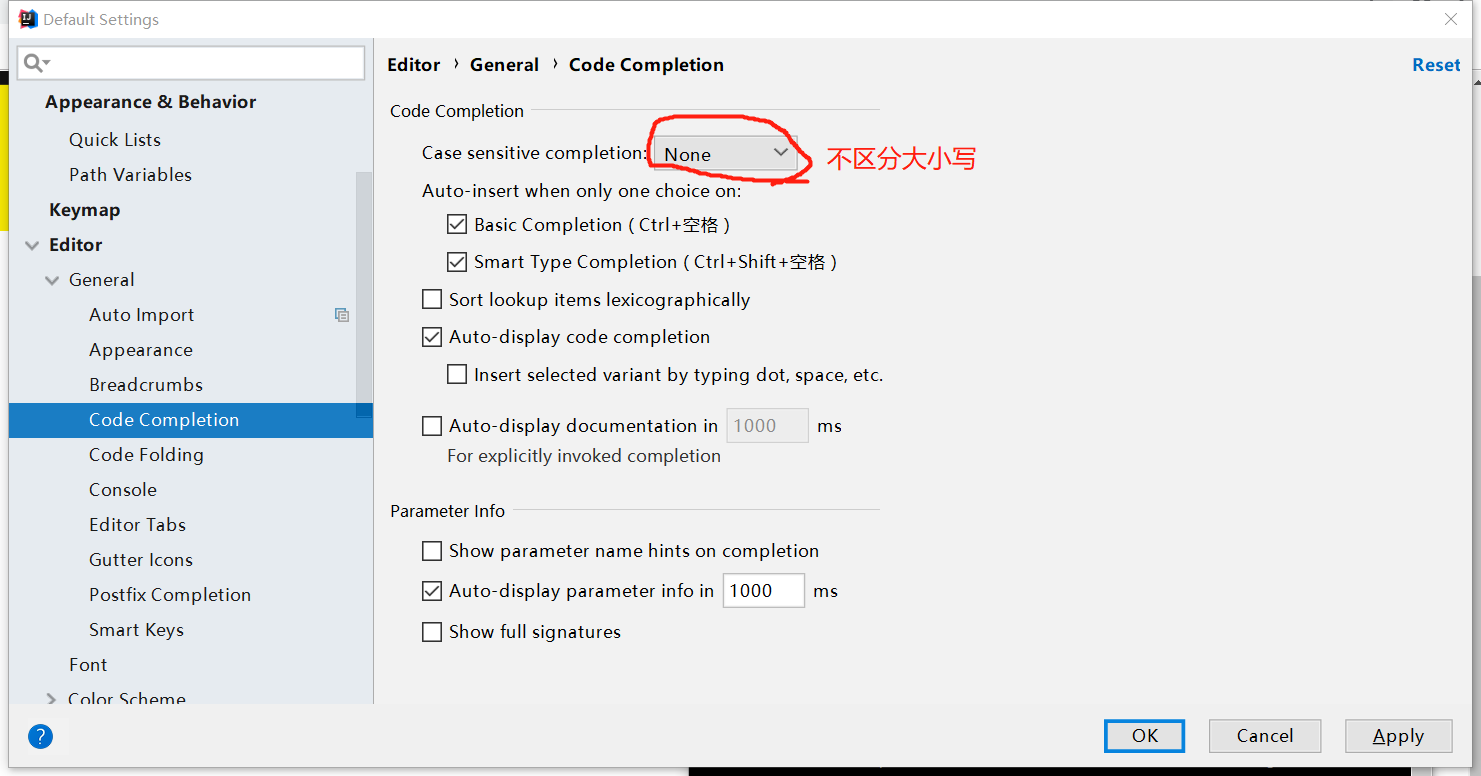 Default Settings
Appearance & Behavior
Quick Lists
Path Variables
Keymap
Editor
General
Auto Import
Appearance
Breadcrumbs
Code Completion
Code Folding
Console
Editor Tabs
Gutter Icons
Postfix Completion
Smart Keys
Font
Color Scheme
Editor › General › Code Completion
Reset
Code Completion
Case sensitive completion: None 不区分大小写
Auto-insert when only one choice on:
Basic Completion ( Ctrl+空格 )
Smart Type Completion ( Ctrl+Shift+空格 )
Sort lookup items lexicographically
Auto-display code completion
Insert selected variant by typing dot, space, etc.
Auto-display documentation in 1000 ms
For explicitly invoked completion
Parameter Info
Show parameter name hints on completion
Auto-display parameter info in 1000 ms
Show full signatures
?
OK Cancel Apply